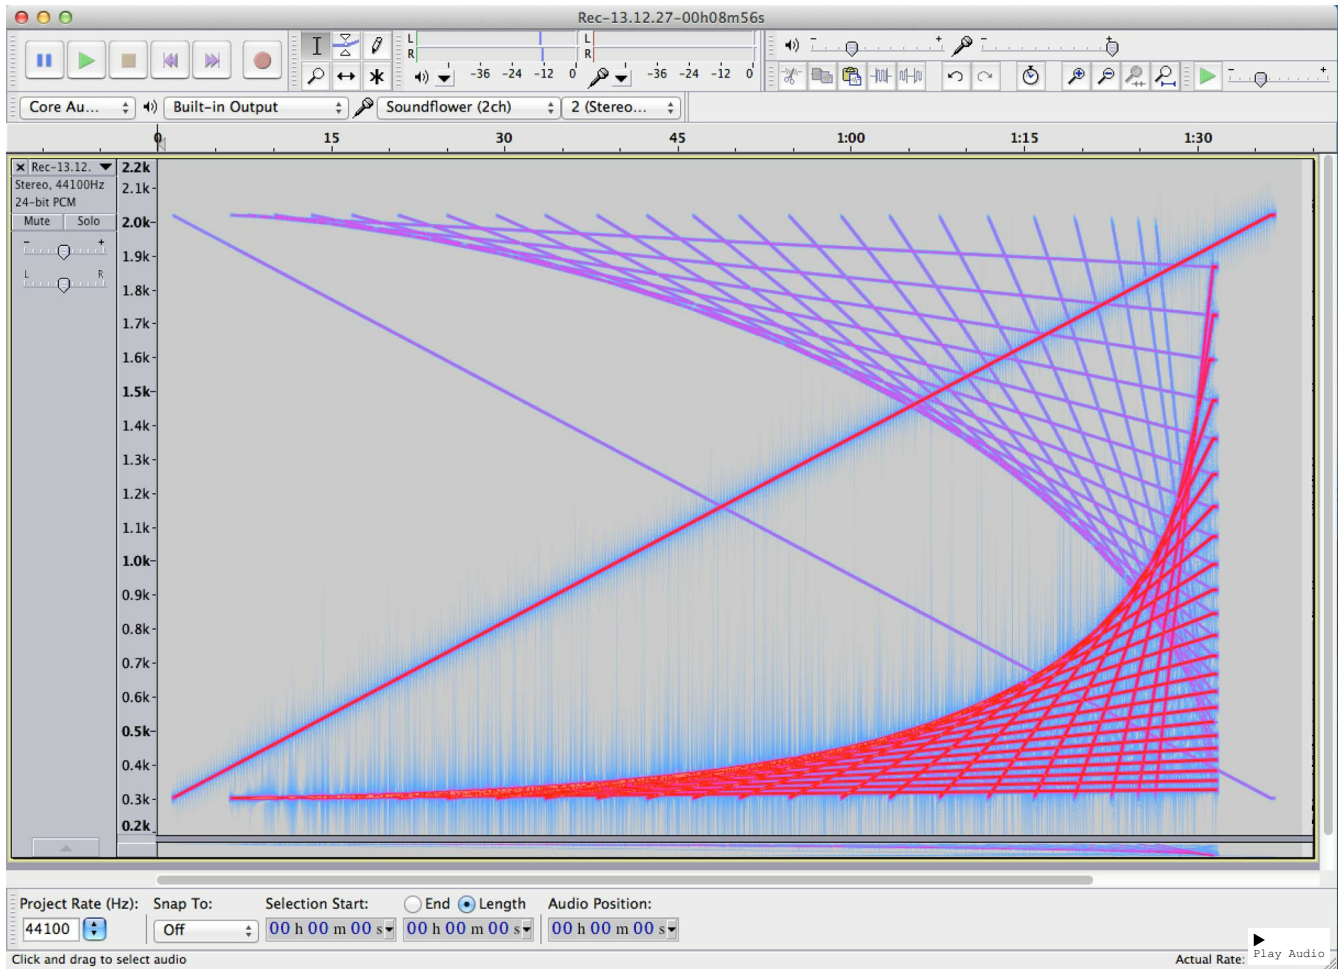 Rec-13.12.27-00h08m56s
L
R
-36 -24 -12 0
L
R
-36 -24 -12 0
- +
- +
- +
Core Au...
Built-in Output
Soundflower (2ch)
2 (Stereo...
0 15 30 45 1:00 1:15 1:30
Rec-13.12.
Stereo, 44100Hz
24-bit PCM
Mute Solo
- +
L R
2.2k
2.1k-
2.0k-
1.9k-
1.8k-
1.7k-
1.6k-
1.5k-
1.4k-
1.3k-
1.2k-
1.1k-
1.0k-
0.9k-
0.8k-
0.7k-
0.6k-
0.5k-
0.4k-
0.3k-
0.2k
Project Rate (Hz): Snap To: Selection Start: End Length Audio Position:
44100 Off 00 h 00 m 00 s 00 h 00 m 00 s 00 h 00 m 00 s
Click and drag to select audio
Actual Rate:
Play Audio